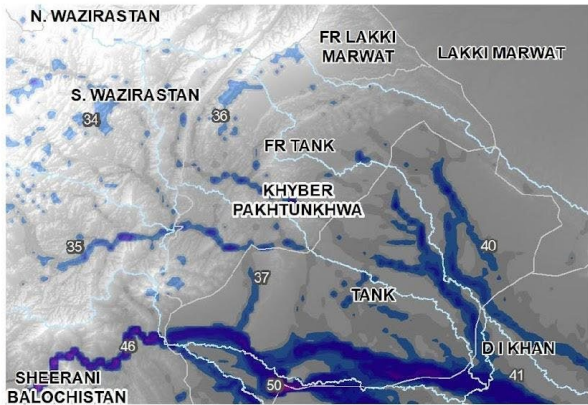 N. WAZIRASTAN
FR LAKKI
MARWAT
LAKKI MARWAT
S. WAZIRASTAN
34
36
FR TANK
KHYBER
PAKHTUNKHWA
35
40
37
TANK
46
D I KHAN
SHEERANI
BALOCHISTAN
50
41